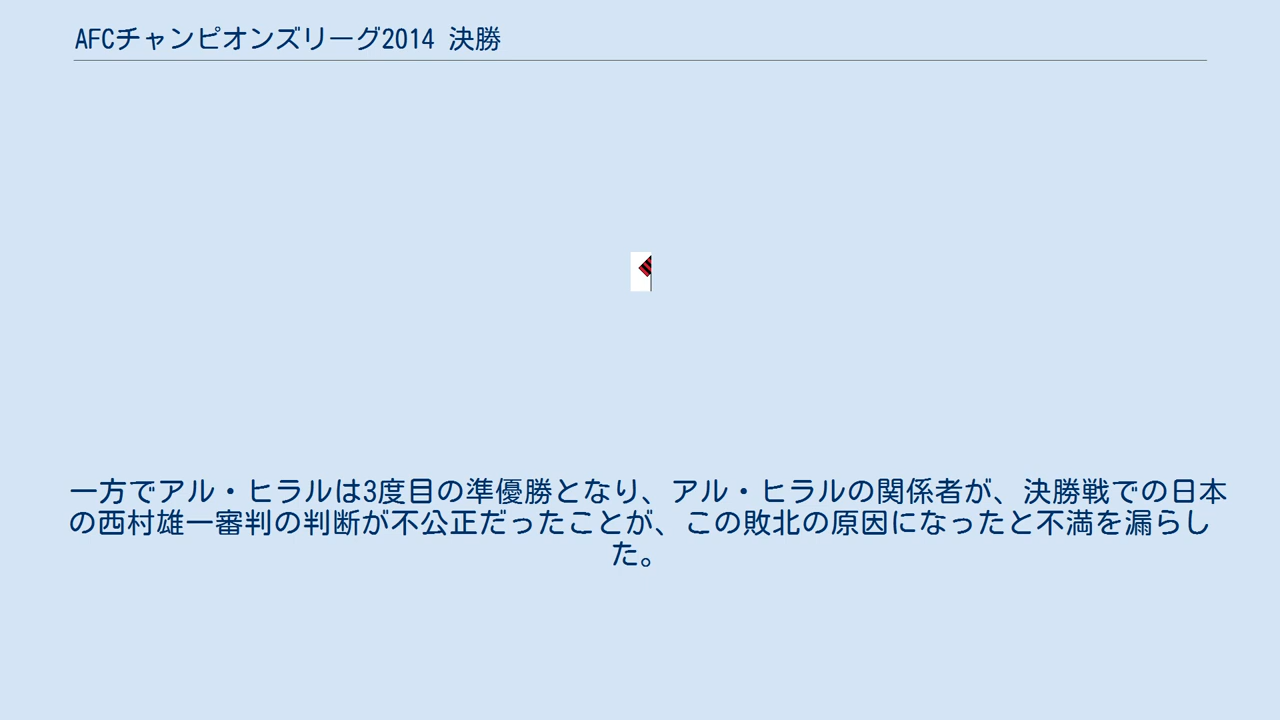 AFCチャンピオンズリーグ2014 決勝
一方でアル・ヒラルは3度目の準優勝となり、アル・ヒラルの関係者が、決勝戦での日本
の西村雄一審判の判断が不公正だったことが、この敗北の原因になったと不満を漏らし
た。